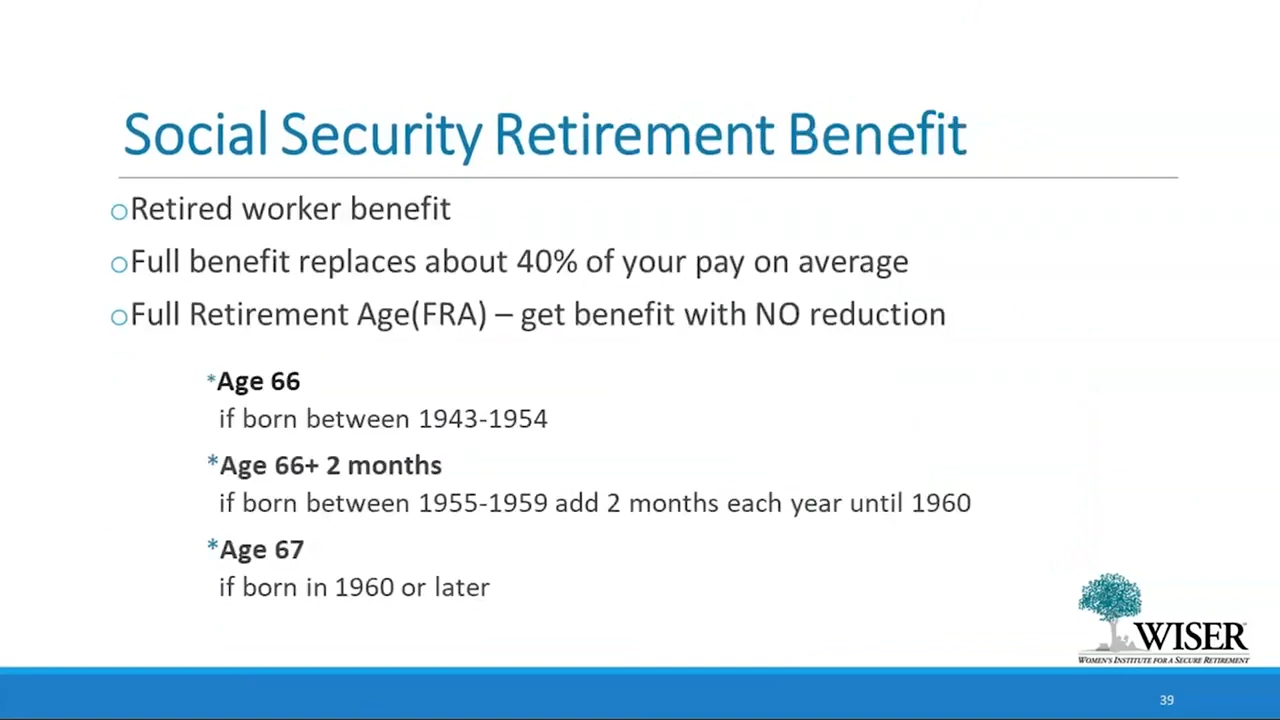 Social Security Retirement Benefit
oRetired worker benefit
oFull benefit replaces about 40% of your pay on average
oFull Retirement Age(FRA) – get benefit with NO reduction
*Age 66
if born between 1943-1954
*Age 66+ 2 months
if born between 1955-1959 add 2 months each year until 1960
*Age 67
if born in 1960 or later
WISER
WOMEN'S INSTITUTE FOR A SECURE RETIREMENT
39